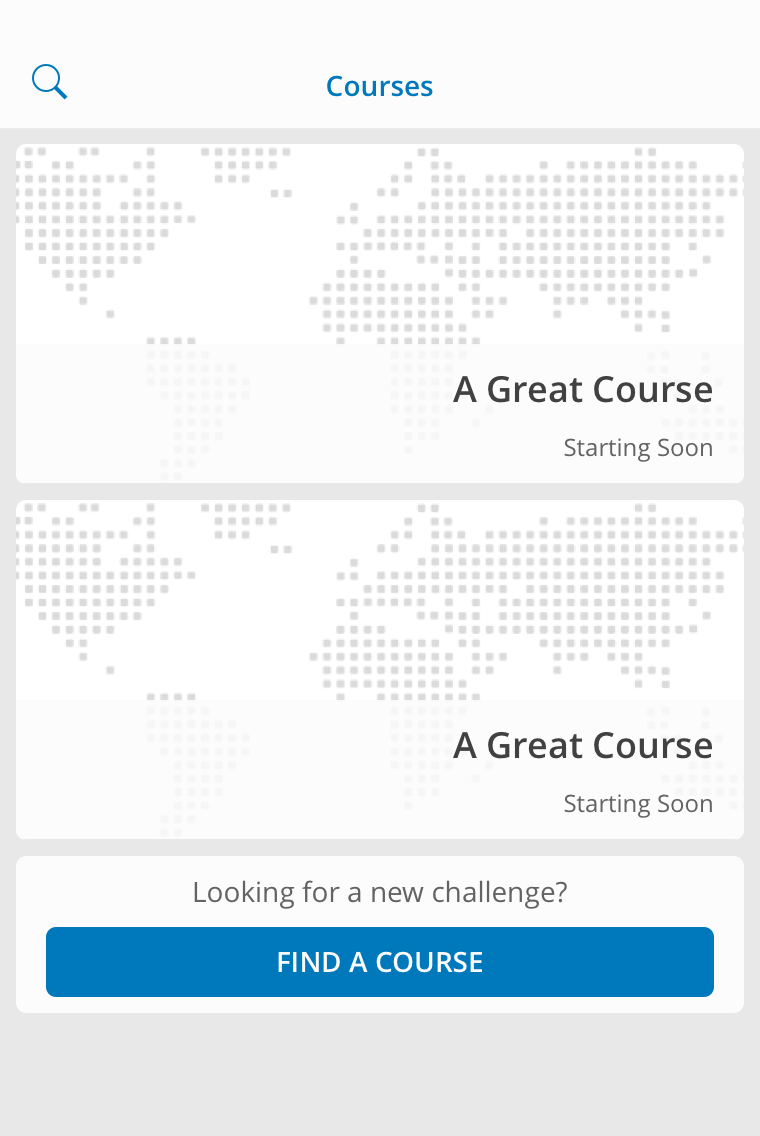 Courses
A Great Course
Starting Soon
A Great Course
Starting Soon
Looking for a new challenge?
FIND A COURSE